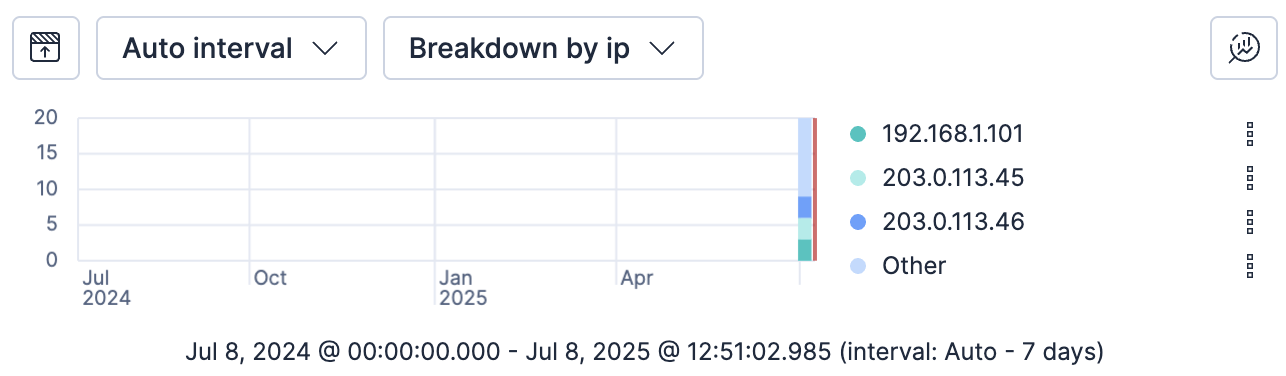 Auto interval
Breakdown by ip
20
15
10
5
0
Jul
2024
Oct
Jan
2025
Apr
192.168.1.101
203.0.113.45
203.0.113.46
Other
Jul 8, 2024 @ 00:00:00.000 - Jul 8, 2025 @ 12:51:02.985 (interval: Auto - 7 days)